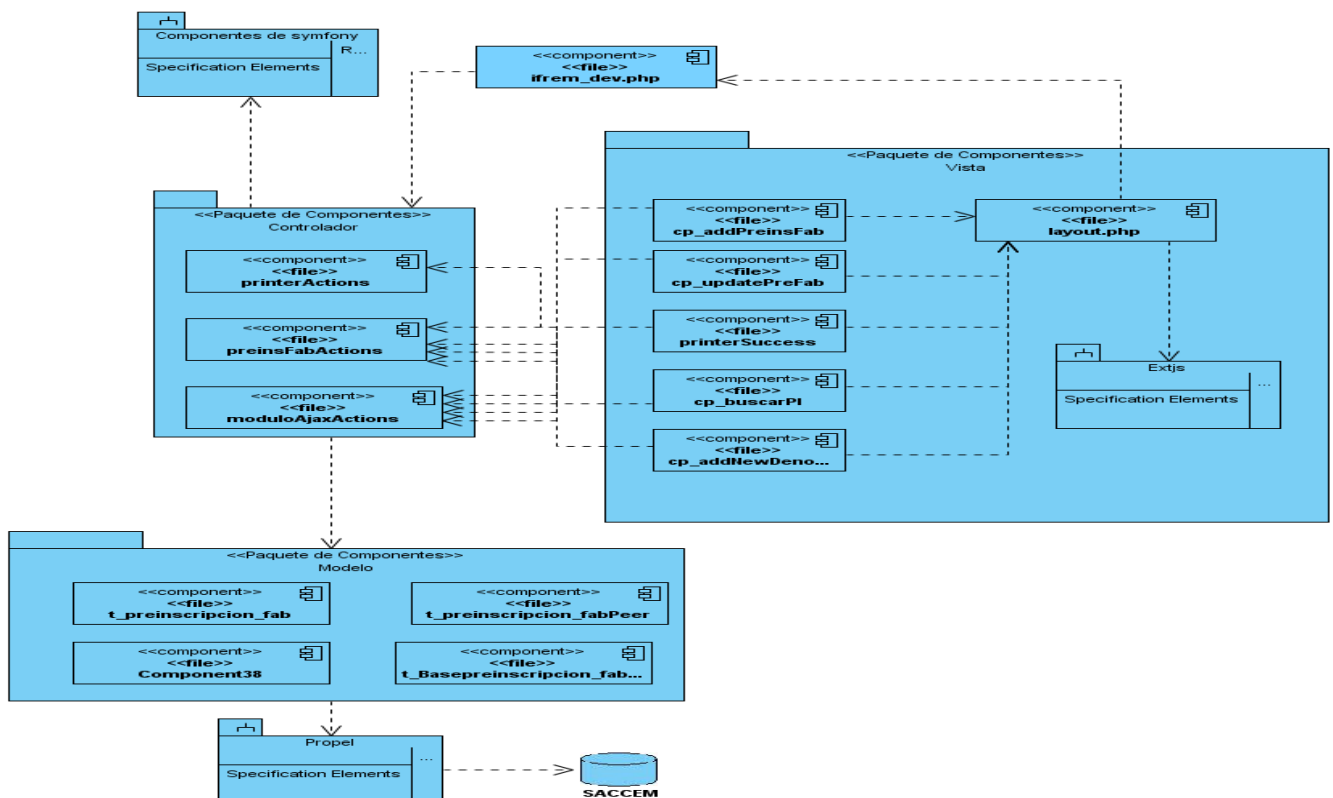 Componentes de symfony
R...
Specification Elements
<<component>>
<<file>>
ifrem_dev.php
<<Paquete de Componentes>>
Vista
<<component>>
<<file>>
cp_addPreinsFab
<<component>>
<<file>>
layout.php
<<component>>
<<file>>
cp_updatePreFab
<<component>>
<<file>>
printerSuccess
<<component>>
<<file>>
cp_buscarPI
<<component>>
<<file>>
cp_addNewDeno...
Extjs
...
Specification Elements
<<Paquete de Componentes>>
Controlador
<<component>>
<<file>>
printerActions
<<component>>
<<file>>
preinsFabActions
<<component>>
<<file>>
moduloAjaxActions
<<Paquete de Componentes>>
Modelo
<<component>>
<<file>>
t_preinscripcion_fab
<<component>>
<<file>>
t_preinscripcion_fabPeer
<<component>>
<<file>>
Component38
<<component>>
<<file>>
t_Basepreinscripcion_fab...
Propel
...
Specification Elements
SACCEM